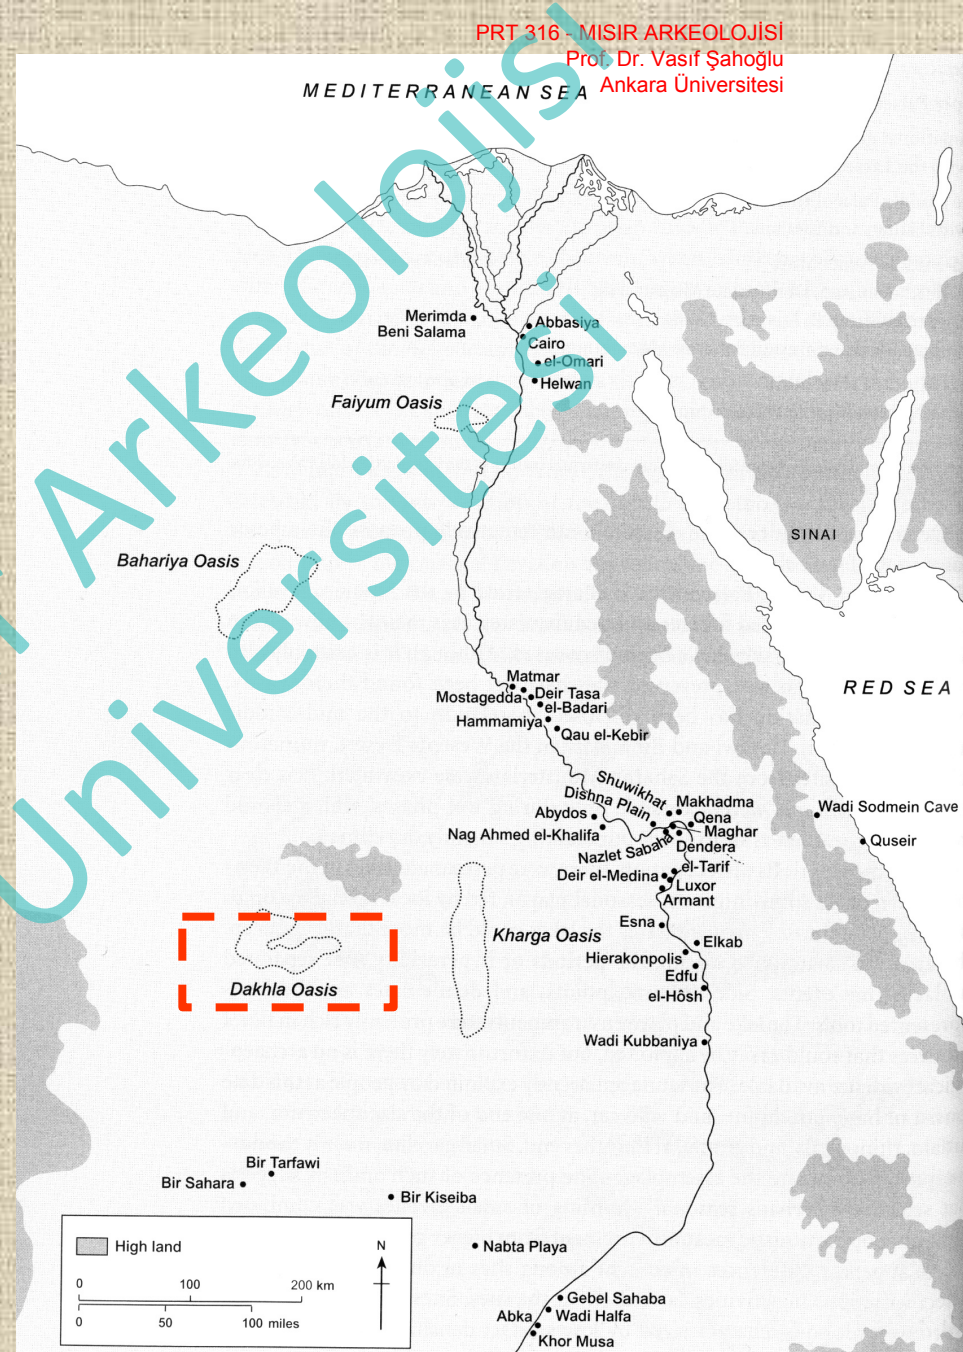 PRT 316 - MISIR ARKEOLOJİSİ
Prof. Dr. Vasıf Şahoğlu
Ankara Üniversitesi
MEDITERRANEAN SEA
Arkeolojisi
Üniversitesi
Merimda
Beni Salama
Abbasiya
Cairo
el-Omari
Helwan
Faiyum Oasis
SINAI
Bahariya Oasis
RED SEA
Matmar
Mostagedda
Deir Tasa
el-Badari
Hammamiya
Qau el-Kebir
Shuwikhat
Dishna Plain
Makhadma
Abydos
Qena
Wadi Sodmein Cave
Nag Ahmed el-Khalifa
Maghar
Quseir
Nazlet Sabaha
Dendera
el-Tarif
Deir el-Medina
Luxor
Armant
Esna
Kharga Oasis
Elkab
Hierakonpolis
Edfu
Dakhla Oasis
el-Hôsh
Wadi Kubbaniya
Bir Tarfawi
Bir Sahara
Bir Kiseiba
Nabta Playa
High land
N
0 100 200 km
0 50 100 miles
Gebel Sahaba
Abka
Wadi Halfa
Khor Musa